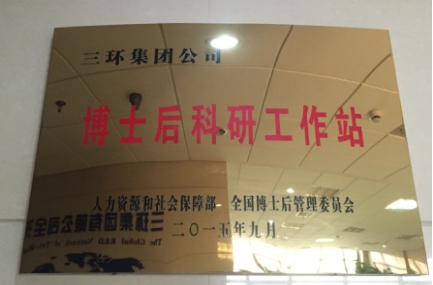 三环集团公司
博士后科研工作站
人力资源和社会保障部 全国博士后管理委员会
二〇一五年九月